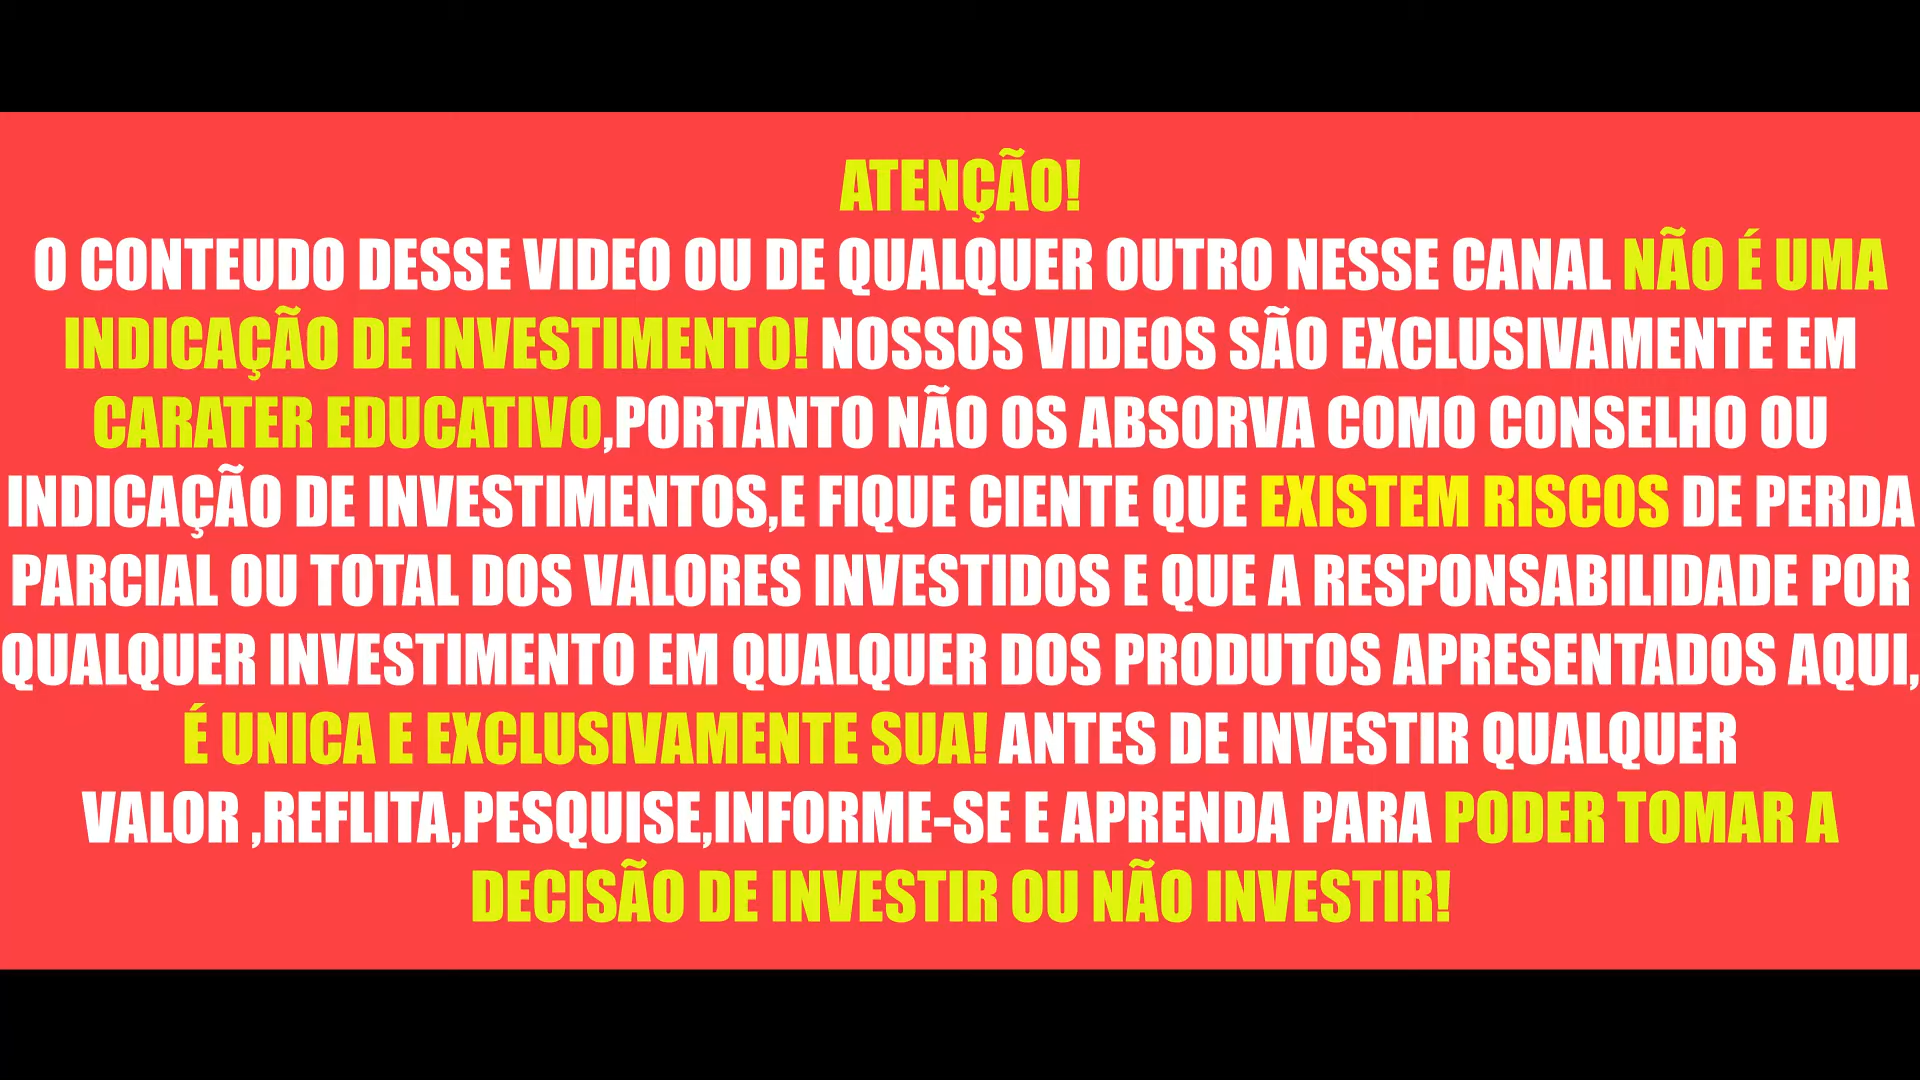 ATENÇÃO!
O CONTEUDO DESSE VIDEO OU DE QUALQUER OUTRO NESSE CANAL NÃO É UMA
INDICAÇÃO DE INVESTIMENTO! NOSSOS VIDEOS SÃO EXCLUSIVAMENTE EM
CARATER EDUCATIVO,PORTANTO NÃO OS ABSORVA COMO CONSELHO OU
INDICAÇÃO DE INVESTIMENTOS,E FIQUE CIENTE QUE EXISTEM RISCOS DE PERDA
PARCIAL OU TOTAL DOS VALORES INVESTIDOS E QUE A RESPONSABILIDADE POR
QUALQUER INVESTIMENTO EM QUALQUER DOS PRODUTOS APRESENTADOS AQUI,
É UNICA E EXCLUSIVAMENTE SUA! ANTES DE INVESTIR QUALQUER
VALOR ,REFLITA,PESQUISE,INFORME-SE E APRENDA PARA PODER TOMAR A
DECISÃO DE INVESTIR OU NÃO INVESTIR!